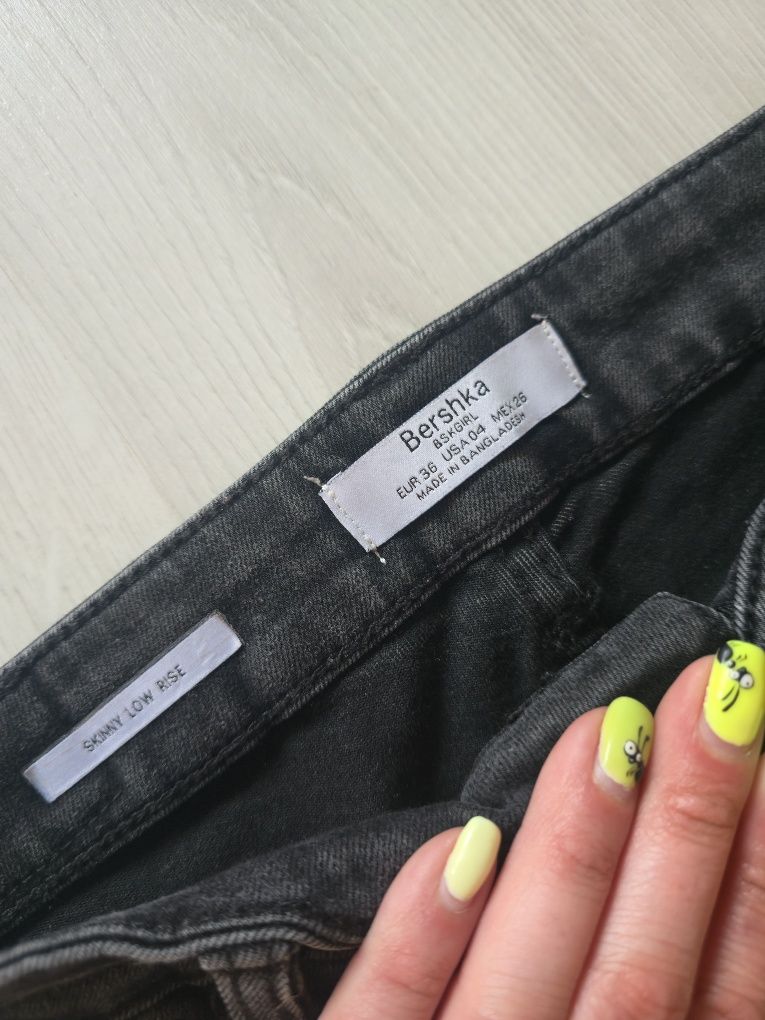 Bershka
BSKGIRL
EUR 36 USA 04 MEX 26
MADE IN BANGLADESH
SKINNY LOW RISE